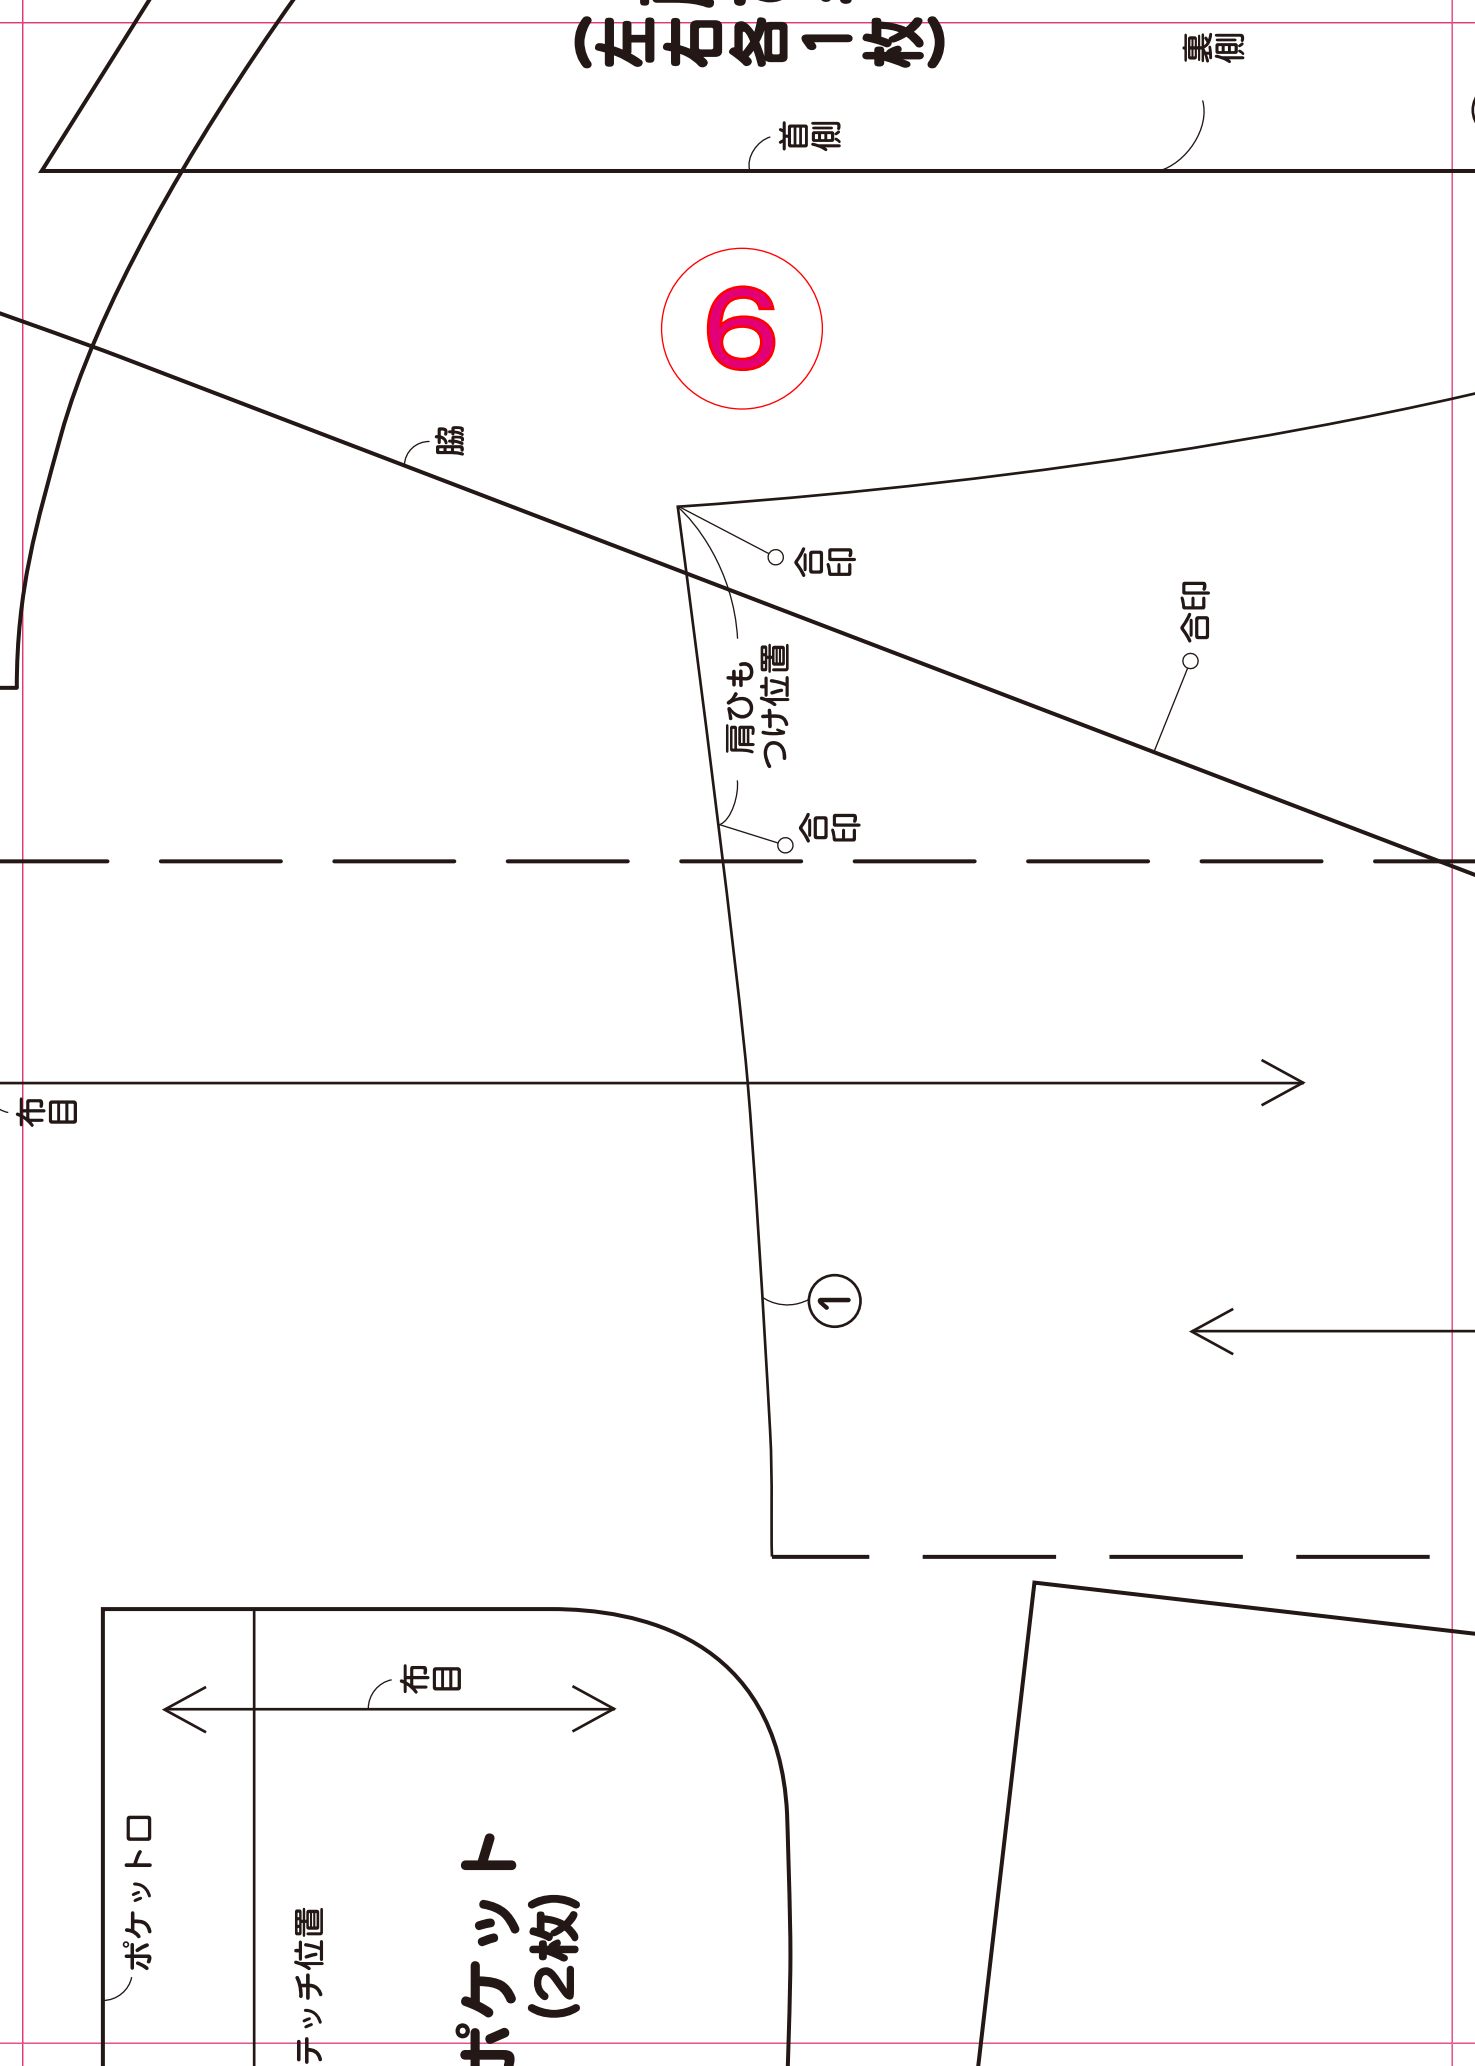 (左右各1枚)
裏側
首側
6
脇
合印
合印
肩ひも
つけ位置
合印
布目
1
布目
ポケット口
テッチ位置
ポケット
(2枚)